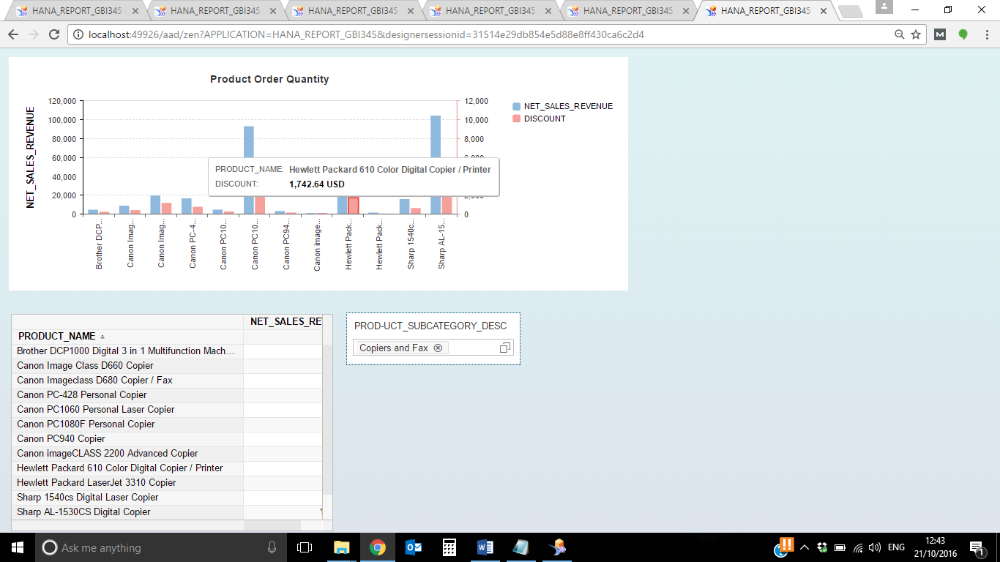 HANA_REPORT_GBI345
HANA_REPORT_GBI345
HANA_REPORT_GBI345
HANA_REPORT_GBI345
HANA_REPORT_GBI345
HANA_REPORT_GBI345
localhost:49926/aad/zen?APPLICATION=HANA_REPORT_GBI345&designersessionid=31514e29db854e5d88e8ff430ca6c2d4
Product Order Quantity
NET_SALES_REVENUE
120,000
100,000
80,000
60,000
40,000
20,000
0
12,000
10,000
8,000
6,000
2,000
0
NET_SALES_REVENUE
DISCOUNT
PRODUCT_NAME: Hewlett Packard 610 Color Digital Copier / Printer
DISCOUNT: 1,742.64 USD
Brother DCP...
Canon Imag...
Canon Imag...
Canon PC-4...
Canon PC10...
Canon PC10...
Canon PC94...
Canon image...
Hewlett Pack...
Hewlett Pack...
Sharp 1540c...
Sharp AL-15...
NET_SALES_RE
PRODUCT_NAME
Brother DCP1000 Digital 3 in 1 Multifunction Mach...
Canon Image Class D660 Copier
Canon Imageclass D680 Copier / Fax
Canon PC-428 Personal Copier
Canon PC1060 Personal Laser Copier
Canon PC1080F Personal Copier
Canon PC940 Copier
Canon imageCLASS 2200 Advanced Copier
Hewlett Packard 610 Color Digital Copier / Printer
Hewlett Packard LaserJet 3310 Copier
Sharp 1540cs Digital Laser Copier
Sharp AL-1530CS Digital Copier
PROD-UCT_SUBCATEGORY_DESC
Copiers and Fax
Ask me anything
ENG
12:43
21/10/2016
1